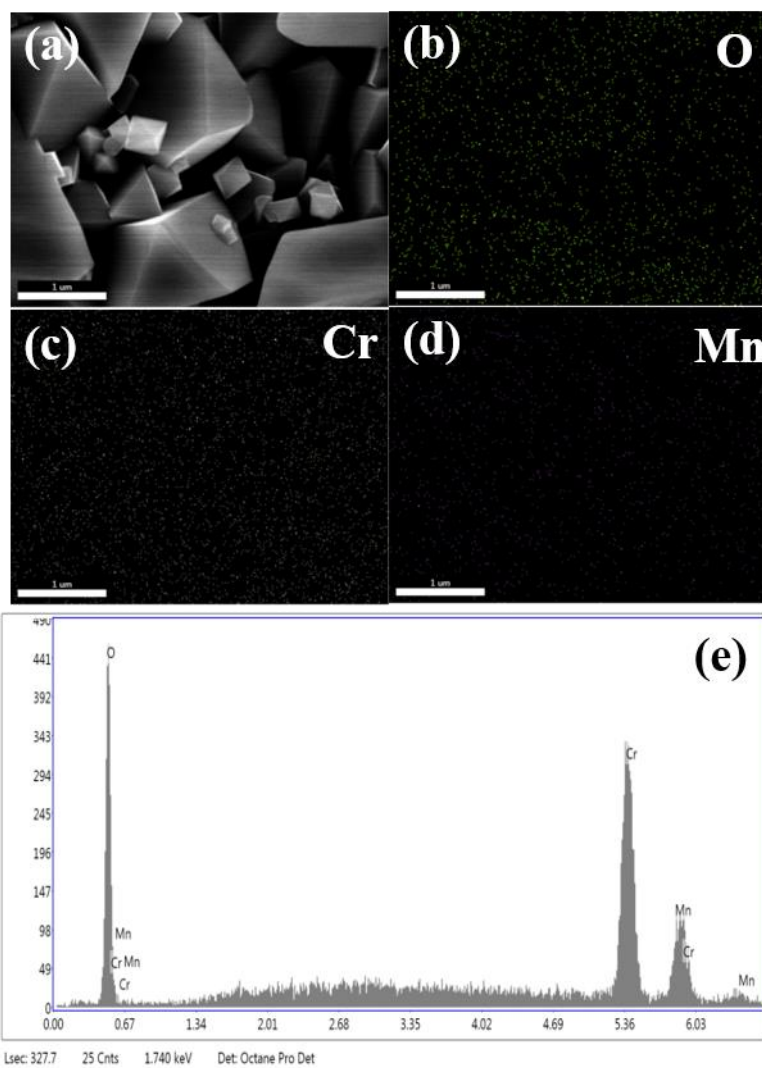 (a)
1 um
(b) O
1 um
(c) Cr
1 um
(d) Mn
1 um
(e)
490
441
392
343
294
245
196
147
98
49
0
O
Mn
Cr Mn
Cr
Cr
Mn
Cr
Mn
0.00 0.67 1.34 2.01 2.68 3.35 4.02 4.69 5.36 6.03
Lsec: 327.7 25 Cnts 1.740 keV Det: Octane Pro Det